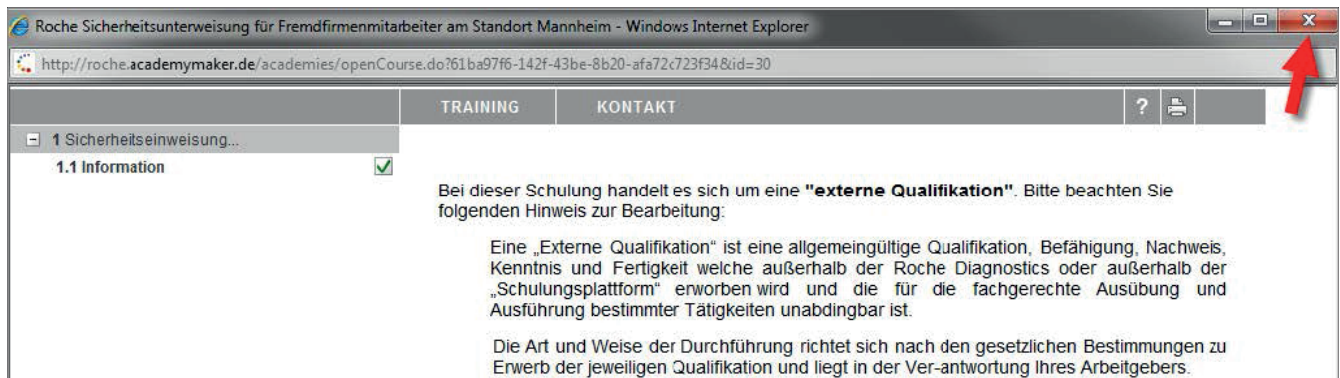 Roche Sicherheitsunterweisung für Fremdfirmenmitarbeiter am Standort Mannheim - Windows Internet Explorer
http://roche.academymaker.de/academies/openCourse.do?61ba97f6-142f-43be-8b20-afa72c723f34&id=30
TRAINING KONTAKT ?
1 Sicherheitseinweisung...
1.1 Information
Bei dieser Schulung handelt es sich um eine "externe Qualifikation". Bitte beachten Sie
folgenden Hinweis zur Bearbeitung:
Eine „Externe Qualifikation“ ist eine allgemeingültige Qualifikation, Befähigung, Nachweis,
Kenntnis und Fertigkeit welche außerhalb der Roche Diagnostics oder außerhalb der
„Schulungsplattform“ erworben wird und die für die fachgerechte Ausübung und
Ausführung bestimmter Tätigkeiten unabdingbar ist.
Die Art und Weise der Durchführung richtet sich nach den gesetzlichen Bestimmungen zu
Erwerb der jeweiligen Qualifikation und liegt in der Ver-antwortung Ihres Arbeitgebers.